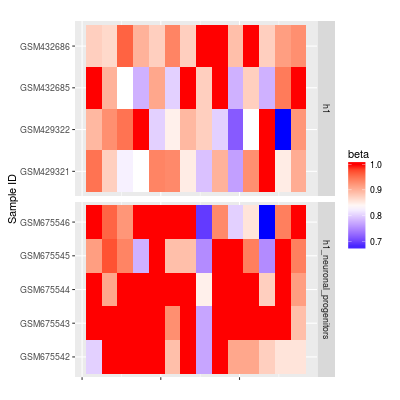 GSM432686
GSM432685
GSM429322
GSM429321
h1
GSM675546
GSM675545
GSM675544
GSM675543
GSM675542
h1_neuronal_progenitors
Sample ID
beta
1.0
0.9
0.8
0.7